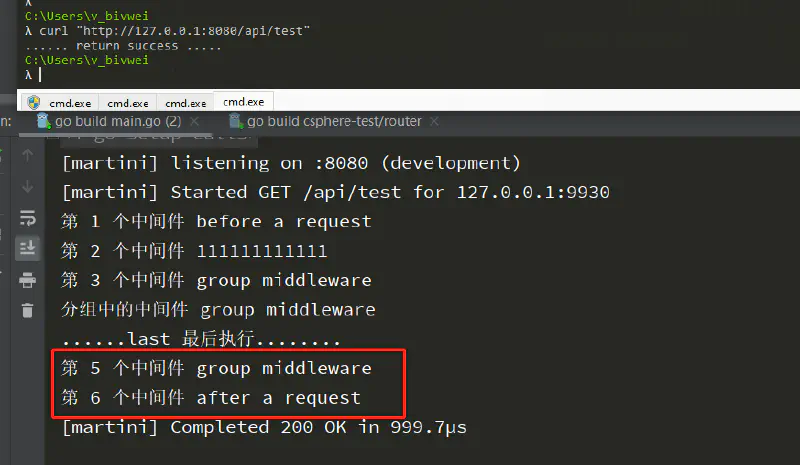 λ
C:\Users\v_bivwei
λ curl "http://127.0.0.1:8080/api/test"
...... return success .....
C:\Users\v_bivwei
λ
cmd.exe cmd.exe cmd.exe cmd.exe
n: go build main.go (2) × go build csphere-test/router ×
[martini] listening on :8080 (development)
[martini] Started GET /api/test for 127.0.0.1:9930
第 1 个中间件 before a request
第 2 个中间件 111111111111
第 3 个中间件 group middleware
分组中的中间件 group middleware
......last 最后执行........
第 5 个中间件 group middleware
第 6 个中间件 after a request
[martini] Completed 200 OK in 999.7µs